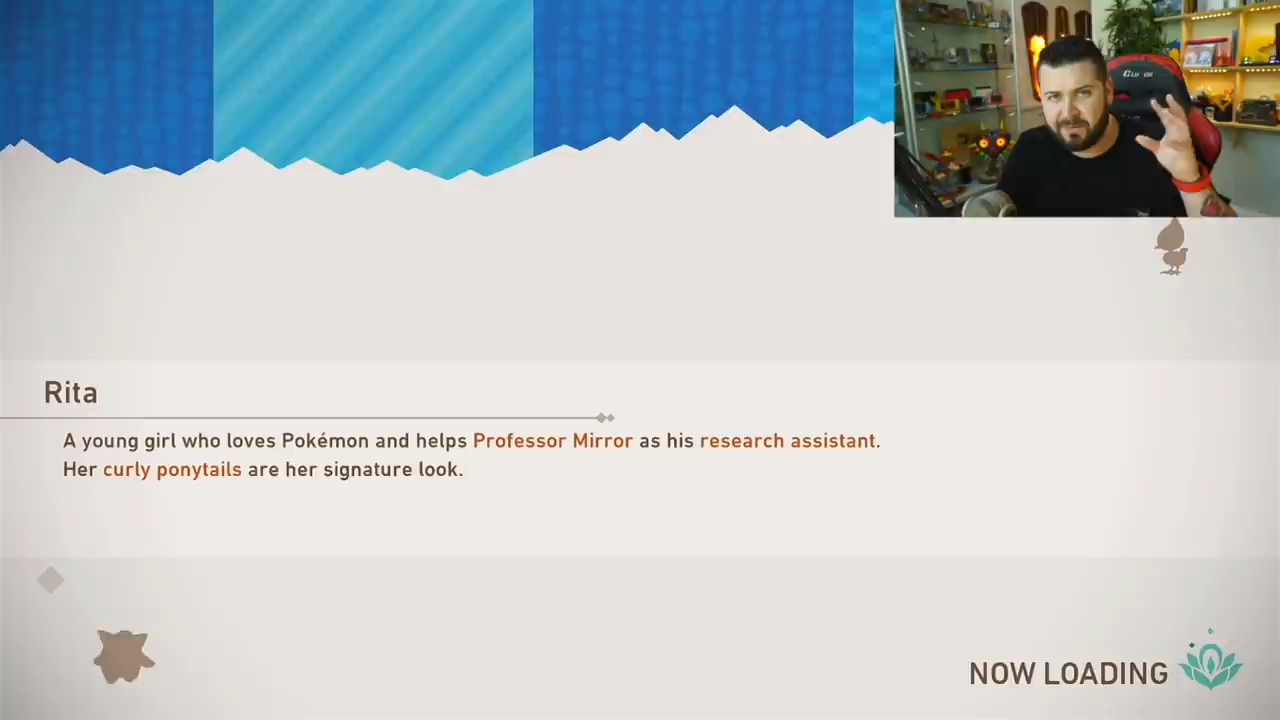 Rita
A young girl who loves Pokémon and helps Professor Mirror as his research assistant.
Her curly ponytails are her signature look.
NOW LOADING